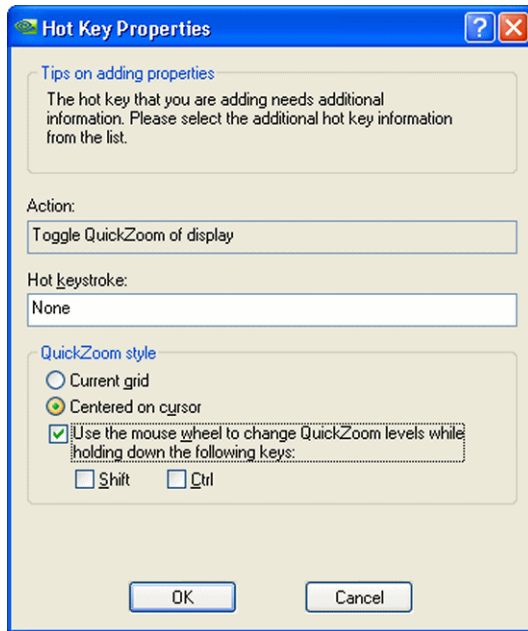 Hot Key Properties
Tips on adding properties
The hot key that you are adding needs additional
information. Please select the additional hot key information
from the list.
Action:
Toggle QuickZoom of display
Hot keystroke:
None
QuickZoom style
Current grid
Centered on cursor
Use the mouse wheel to change QuickZoom levels while
holding down the following keys:
Shift Ctrl
OK Cancel